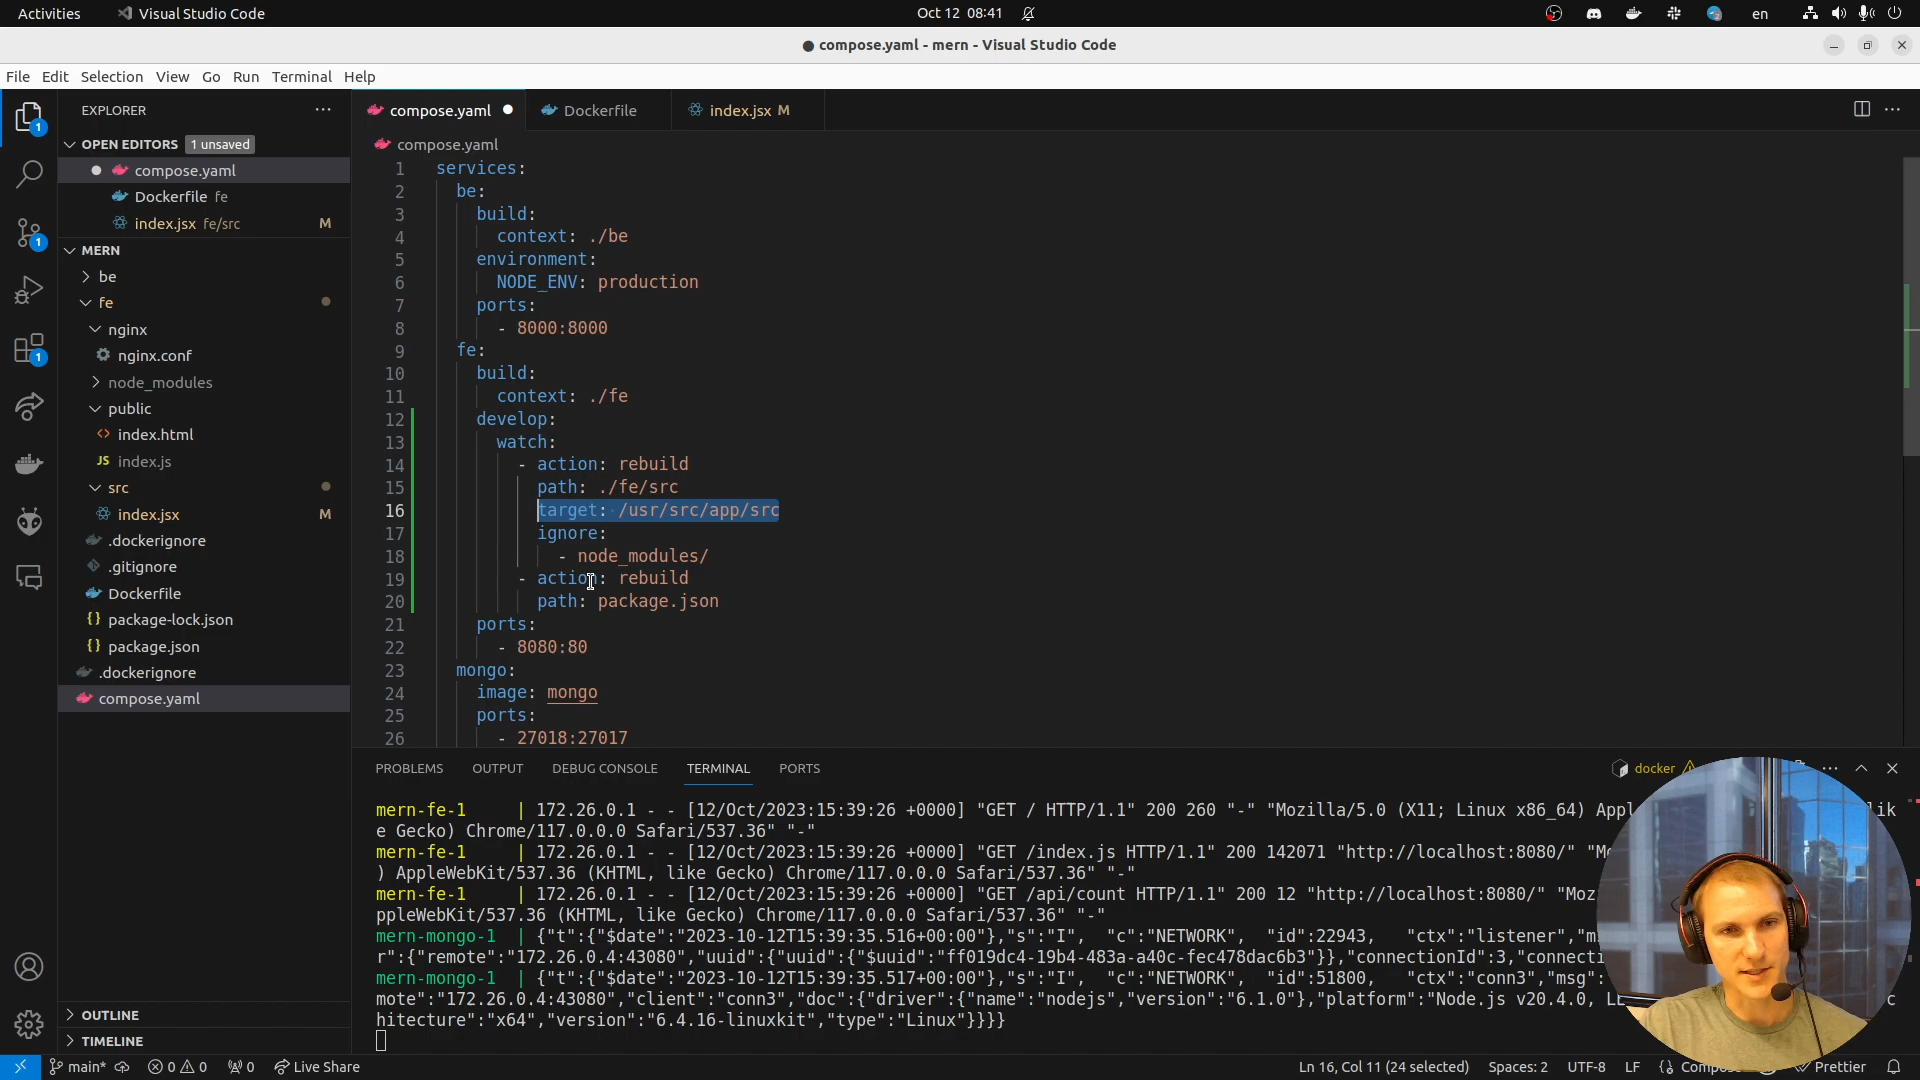 Activities
Visual Studio Code
Oct 12 08:41
en
compose.yaml - mern - Visual Studio Code
File Edit Selection View Go Run Terminal Help
EXPLORER
OPEN EDITORS 1 unsaved
compose.yaml
Dockerfile fe
index.jsx fe/src M
MERN
be
fe
nginx
nginx.conf
node_modules
public
index.html
JS index.js
src
index.jsx M
.dockerignore
.gitignore
Dockerfile
{} package-lock.json
{} package.json
.dockerignore
compose.yaml
OUTLINE
TIMELINE
1
1
1
compose.yaml
Dockerfile
index.jsx M
compose.yaml
1 services:
2 be:
3 build:
4 context: ./be
5 environment:
6 NODE_ENV: production
7 ports:
8 - 8000:8000
9 fe:
10 build:
11 context: ./fe
12 develop:
13 watch:
14 - action: rebuild
15 path: ./fe/src
16 target: /usr/src/app/src
17 ignore:
18 - node_modules/
19 - action: rebuild
20 path: package.json
21 ports:
22 - 8080:80
23 mongo:
24 image: mongo
25 ports:
26 - 27018:27017
PROBLEMS OUTPUT DEBUG CONSOLE TERMINAL PORTS
docker
mern-fe-1 | 172.26.0.1 - - [12/Oct/2023:15:39:26 +0000] "GET / HTTP/1.1" 200 260 "-" "Mozilla/5.0 (X11; Linux x86_64) Appl lik
e Gecko) Chrome/117.0.0.0 Safari/537.36" "-"
mern-fe-1 | 172.26.0.1 - - [12/Oct/2023:15:39:26 +0000] "GET /index.js HTTP/1.1" 200 142071 "http://localhost:8080/" "Mo
) AppleWebKit/537.36 (KHTML, like Gecko) Chrome/117.0.0.0 Safari/537.36" "-"
mern-fe-1 | 172.26.0.1 - - [12/Oct/2023:15:39:26 +0000] "GET /api/count HTTP/1.1" 200 12 "http://localhost:8080/" "Moz
ppleWebKit/537.36 (KHTML, like Gecko) Chrome/117.0.0.0 Safari/537.36" "-"
mern-mongo-1 | {"t":{"$date":"2023-10-12T15:39:35.516+00:00"},"s":"I", "c":"NETWORK", "id":22943, "ctx":"listener","m
r":{"remote":"172.26.0.4:43080","uuid":{"uuid":{"$uuid":"ff019dc4-19b4-483a-a40c-fec478dac6b3"}},"connectionId":3,"connecti
mern-mongo-1 | {"t":{"$date":"2023-10-12T15:39:35.517+00:00"},"s":"I", "c":"NETWORK", "id":51800, "ctx":"conn3","msg":
mote":"172.26.0.4:43080","client":"conn3","doc":{"driver":{"name":"nodejs","version":"6.1.0"},"platform":"Node.js v20.4.0, LE c
hitecture":"x64","version":"6.4.16-linuxkit","type":"Linux"}}}}
main* 0 0 0 Live Share
Ln 16, Col 11 (24 selected) Spaces: 2 UTF-8 LF {} Compo Prettier